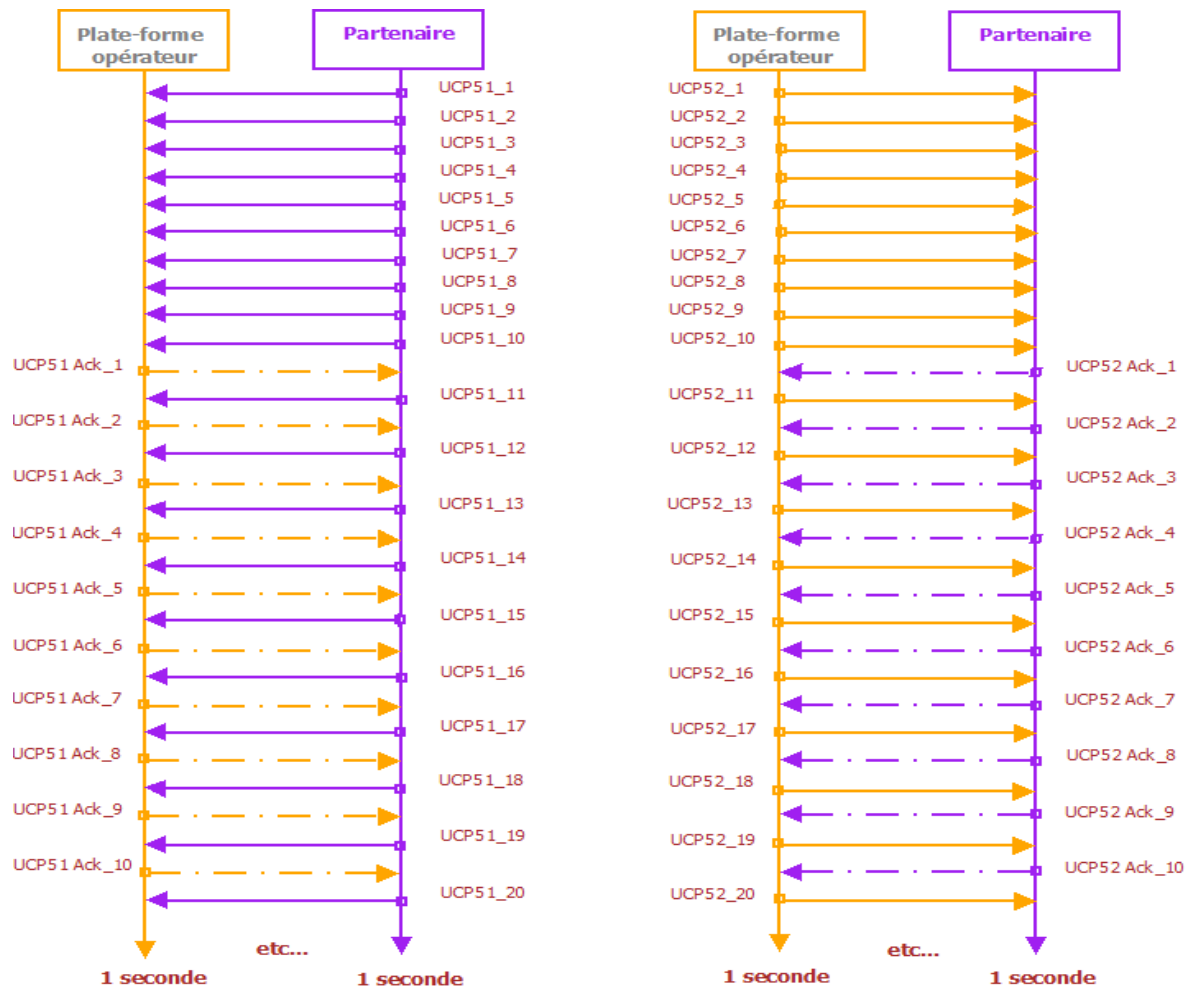 Plate-forme
opérateur
Partenaire
UCP51_1
UCP51_2
UCP51_3
UCP51_4
UCP51_5
UCP51_6
UCP51_7
UCP51_8
UCP51_9
UCP51_10
UCP51 Ack_1
UCP51_11
UCP51 Ack_2
UCP51_12
UCP51 Ack_3
UCP51_13
UCP51 Ack_4
UCP51_14
UCP51 Ack_5
UCP51_15
UCP51 Ack_6
UCP51_16
UCP51 Ack_7
UCP51_17
UCP51 Ack_8
UCP51_18
UCP51 Ack_9
UCP51_19
UCP51 Ack_10
UCP51_20
etc...
1 seconde
1 seconde
Plate-forme
opérateur
Partenaire
UCP52_1
UCP52_2
UCP52_3
UCP52_4
UCP52_5
UCP52_6
UCP52_7
UCP52_8
UCP52_9
UCP52_10
UCP52 Ack_1
UCP52_11
UCP52 Ack_2
UCP52_12
UCP52 Ack_3
UCP52_13
UCP52 Ack_4
UCP52_14
UCP52 Ack_5
UCP52_15
UCP52 Ack_6
UCP52_16
UCP52 Ack_7
UCP52_17
UCP52 Ack_8
UCP52_18
UCP52 Ack_9
UCP52_19
UCP52 Ack_10
UCP52_20
etc...
1 seconde
1 seconde